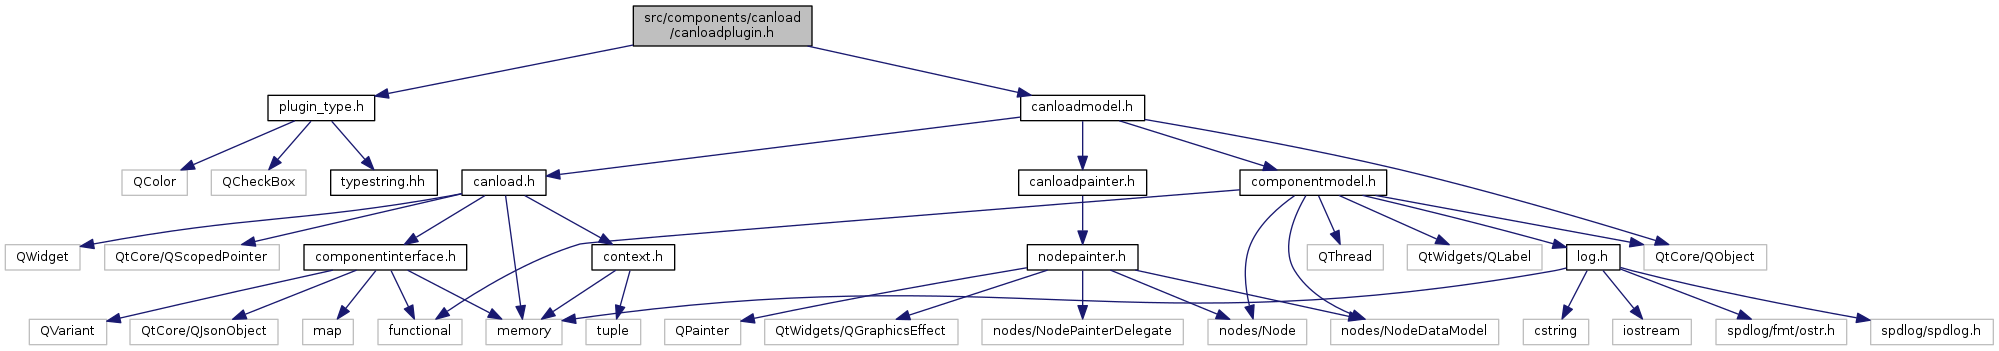 src/components/canload
/canloadplugin.h
plugin_type.h
canloadmodel.h
QColor
QCheckBox
typestring.hh
canload.h
canloadpainter.h
componentmodel.h
QWidget
QtCore/QScopedPointer
componentinterface.h
context.h
nodepainter.h
QThread
QtWidgets/QLabel
log.h
QtCore/QObject
QVariant
QtCore/QJsonObject
map
functional
memory
tuple
QPainter
QtWidgets/QGraphicsEffect
nodes/NodePainterDelegate
nodes/Node
nodes/NodeDataModel
cstring
iostream
spdlog/fmt/ostr.h
spdlog/spdlog.h